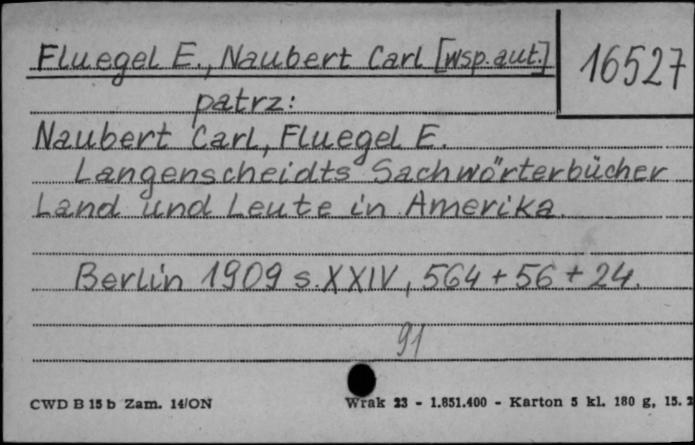 Fluegel E., Naubert Carl [wsp. aut.]
16527
patrz:
Naubert Carl, Fluegel E.
Langenscheidts Sachwörterbücher
Land und Leute in Amerika.
Berlin 1909 s. XXIV, 564 + 56 + 24.
91
CWD B 15 b Zam. 14/ON
Wrak 23 - 1.851.400 - Karton 5 kl. 180 g, 15. 2